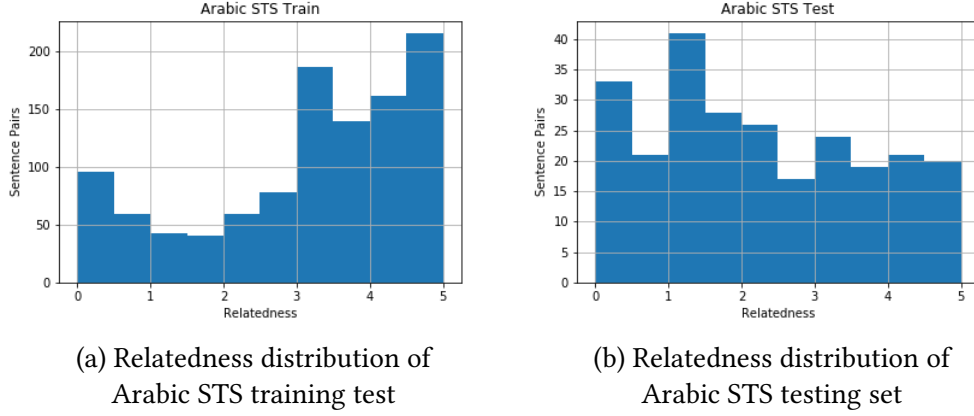 Arabic STS Train
200
150
100
50
0
Sentence Pairs
0 1 2 3 4 5
Relatedness
(a) Relatedness distribution of
Arabic STS training test
Arabic STS Test
40
35
30
25
20
15
10
5
0
Sentence Pairs
0 1 2 3 4 5
Relatedness
(b) Relatedness distribution of
Arabic STS testing set